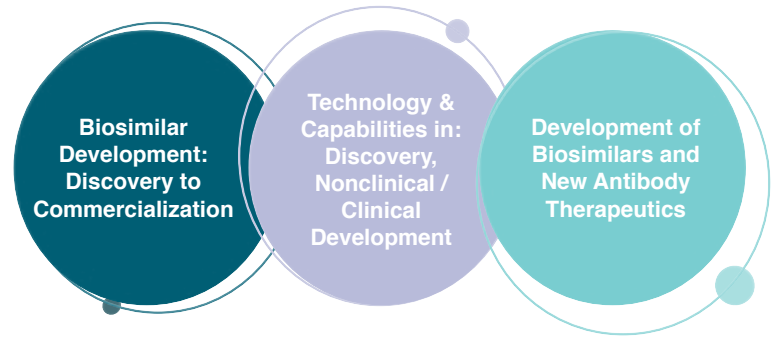 Biosimilar
Development:
Discovery to
Commercialization
Technology &
Capabilities in:
Discovery,
Nonclinical /
Clinical
Development
Development of
Biosimilars and
New Antibody
Therapeutics